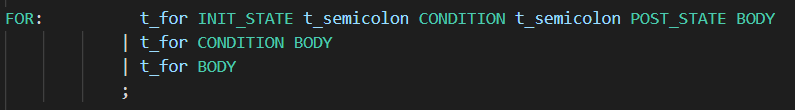 FOR: t_for INIT_STATE t_semicolon CONDITION t_semicolon POST_STATE BODY
| t_for CONDITION BODY
| t_for BODY
;